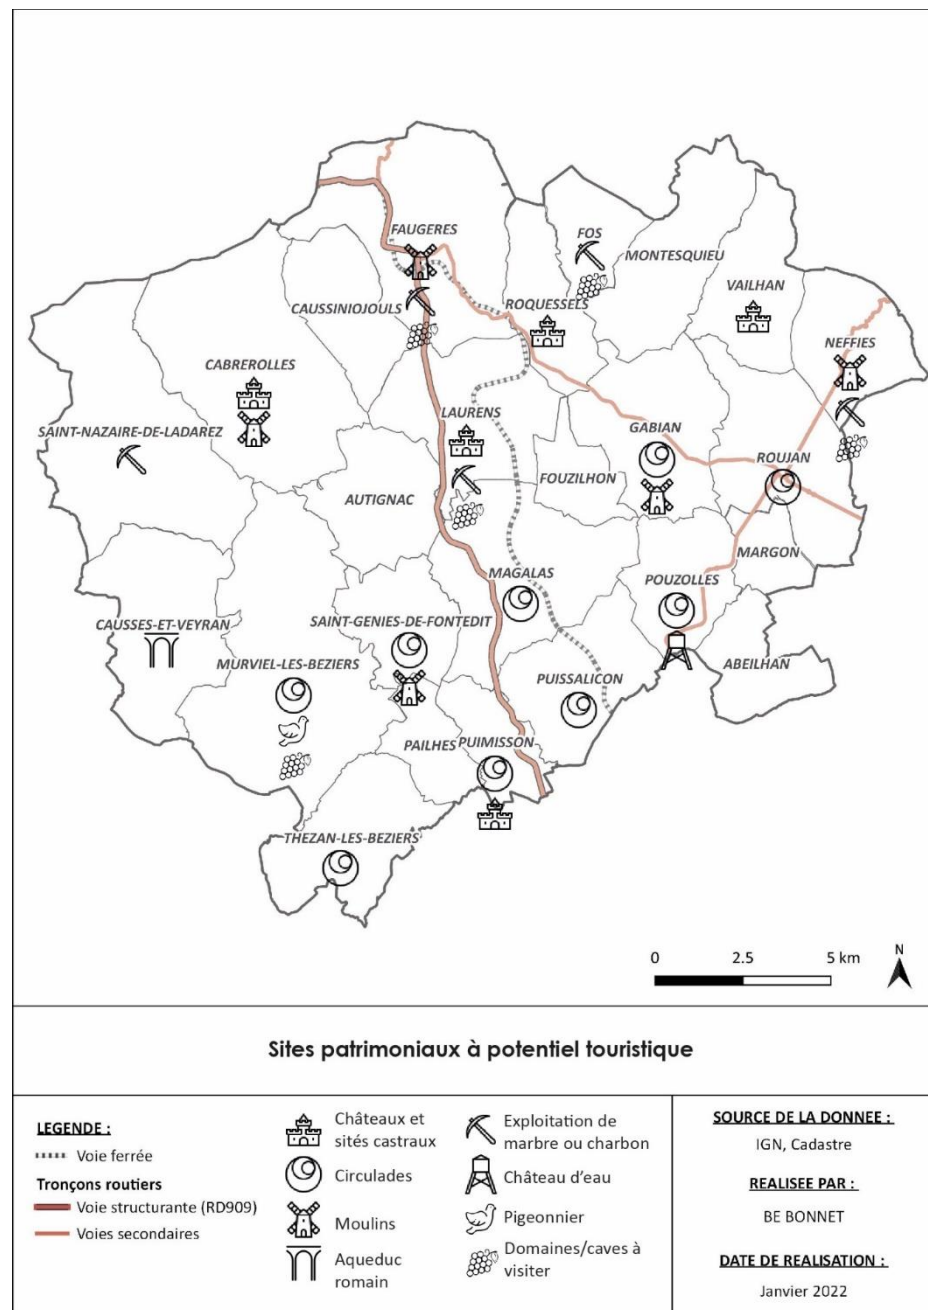 FAUGERES
FOS
MONTESQUIEU
VAILHAN
CAUSSINIOJOULS
ROQUESSELS
NEFFIES
CABREROLLES
LAURENS
GABIAN
SAINT-NAZAIRE-DE-LADAREZ
ROUJAN
AUTIGNAC
FOUZILHON
MARGON
MAGALAS
POUZOLLES
CAUSSES-ET-VEYRAN
SAINT-GENIES-DE-FONTEDIT
MURVIEL-LES-BEZIERS
PUISSALICON
ABEILHAN
PAILHES
PUIMISSON
THEZAN-LES-BEZIERS
0 2.5 5 km
N
Sites patrimoniaux à potentiel touristique
LEGENDE :
Voie ferrée
Tronçons routiers
Voie structurante (RD909)
Voies secondaires
Châteaux et
sités castraux
Circulades
Moulins
Aqueduc
romain
Exploitation de
marbre ou charbon
Château d'eau
Pigeonnier
Domaines/caves à
visiter
SOURCE DE LA DONNEE :
IGN, Cadastre
REALISEE PAR :
BE BONNET
DATE DE REALISATION :
Janvier 2022